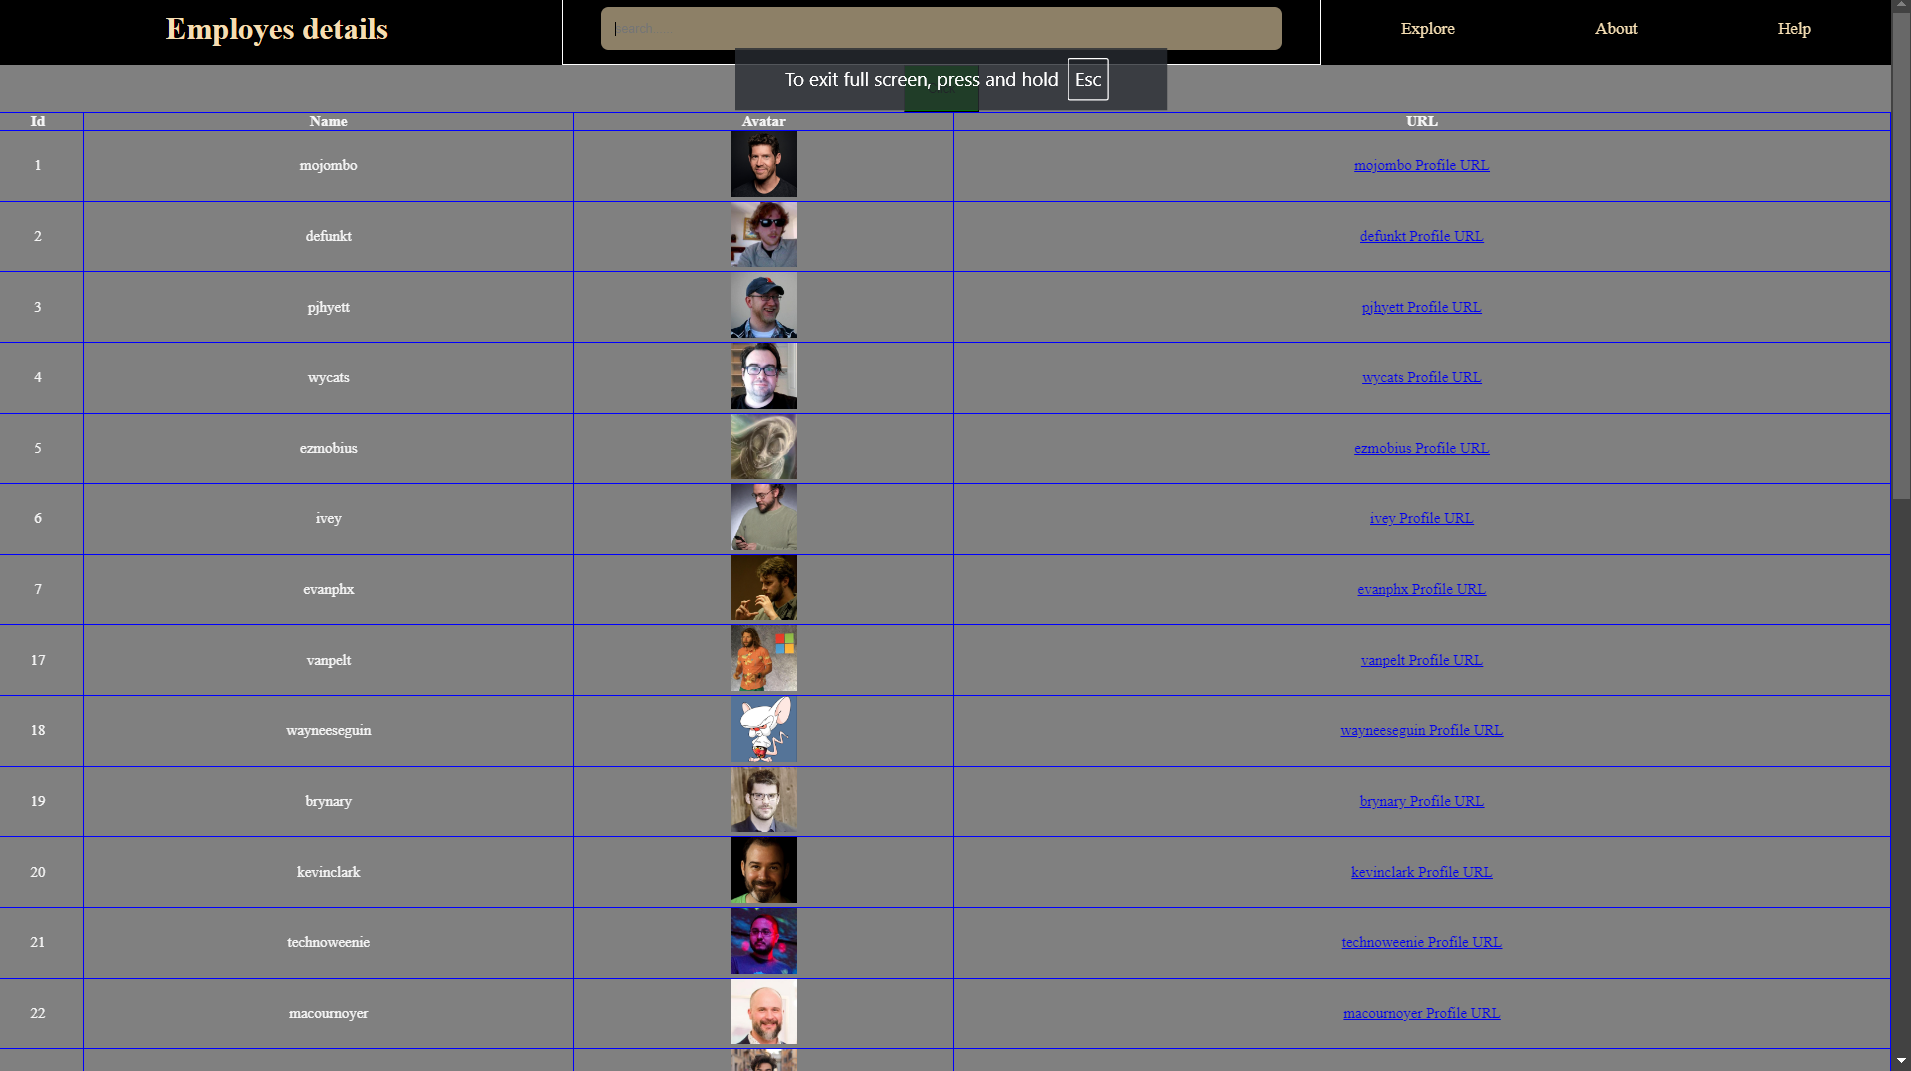 Employes details
search......
Explore
About
Help
To exit full screen, press and hold Esc
Id Name Avatar URL
1 mojombo mojombo Profile URL
2 defunkt defunkt Profile URL
3 pjhyett pjhyett Profile URL
4 wycats wycats Profile URL
5 ezmobius ezmobius Profile URL
6 ivey ivey Profile URL
7 evanphx evanphx Profile URL
17 vanpelt vanpelt Profile URL
18 wayneeseguin wayneeseguin Profile URL
19 brynary brynary Profile URL
20 kevinclark kevinclark Profile URL
21 technoweenie technoweenie Profile URL
22 macournoyer macournoyer Profile URL